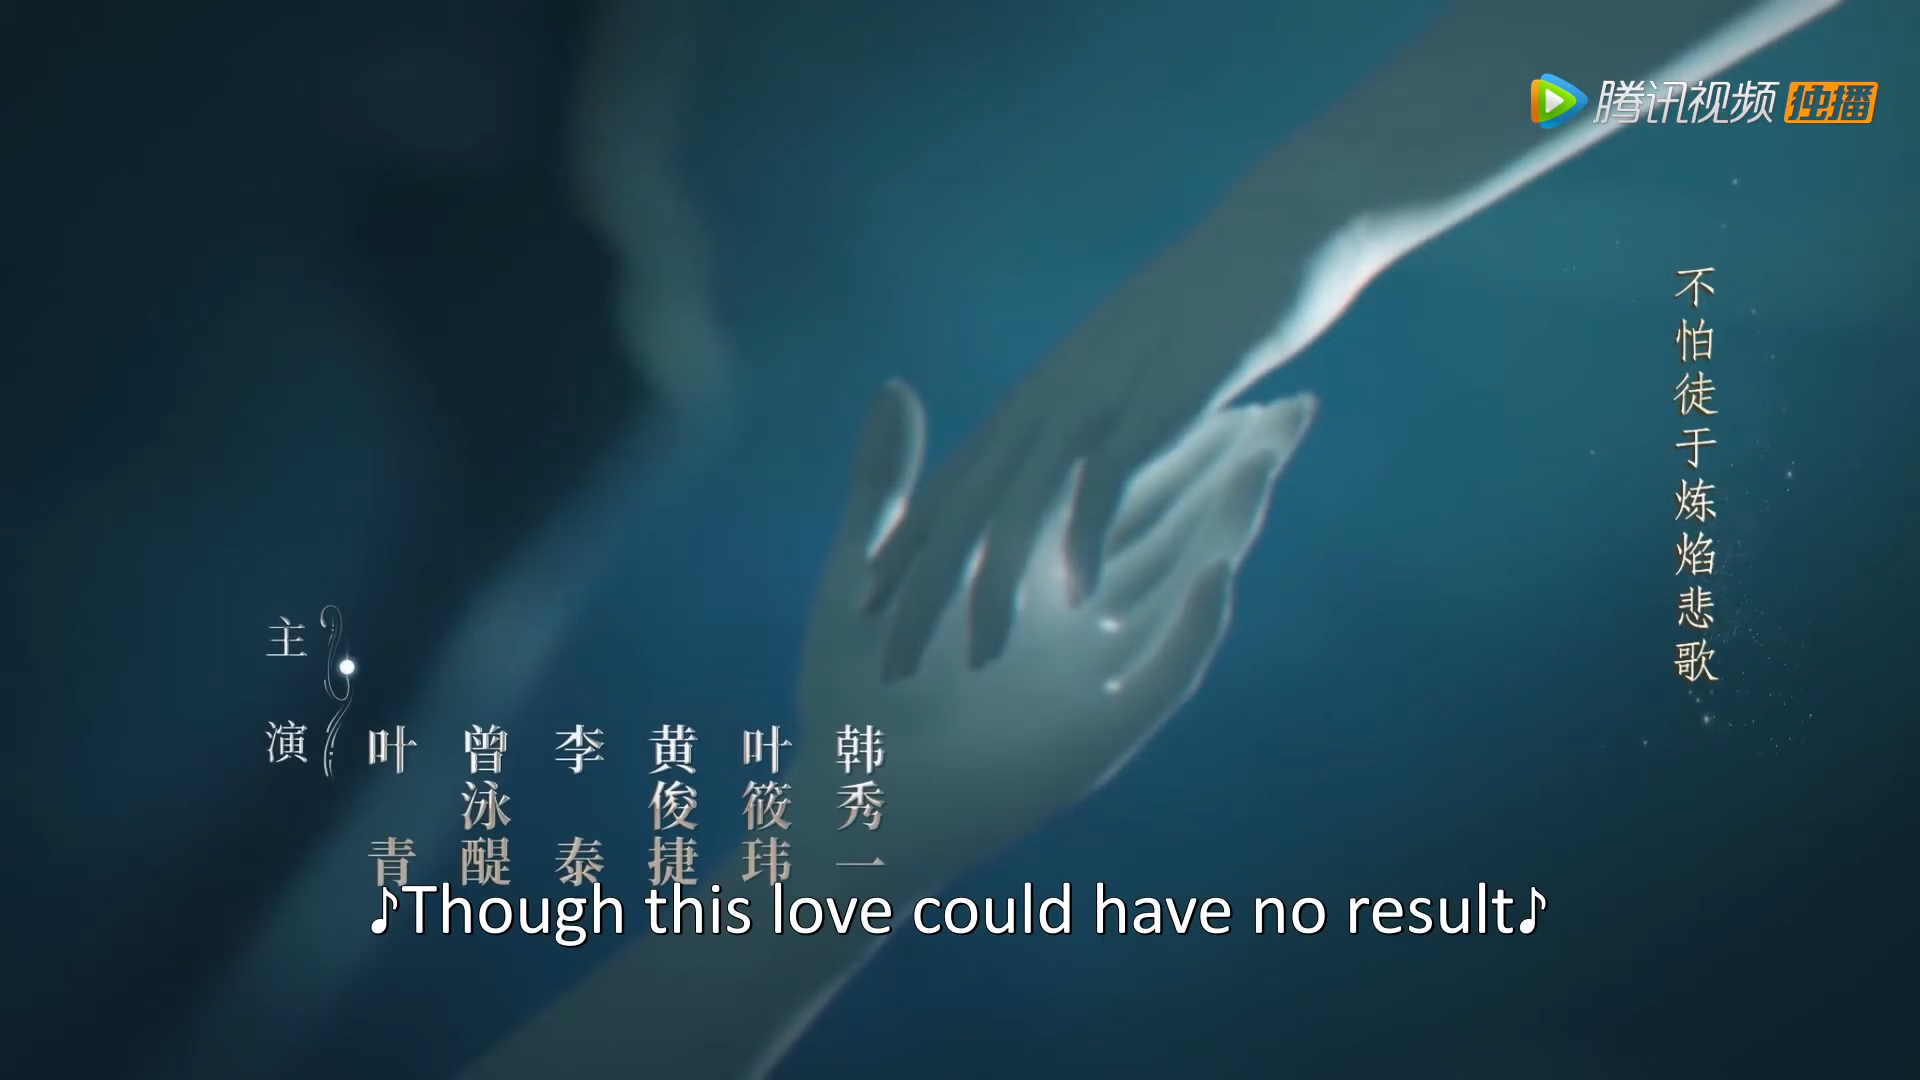 腾讯视频 独播
不怕徒于炼焰悲歌
主演
叶青
曾泳醍
李泰
黄俊捷
叶筱玮
韩秀一
♪Though this love could have no result♪